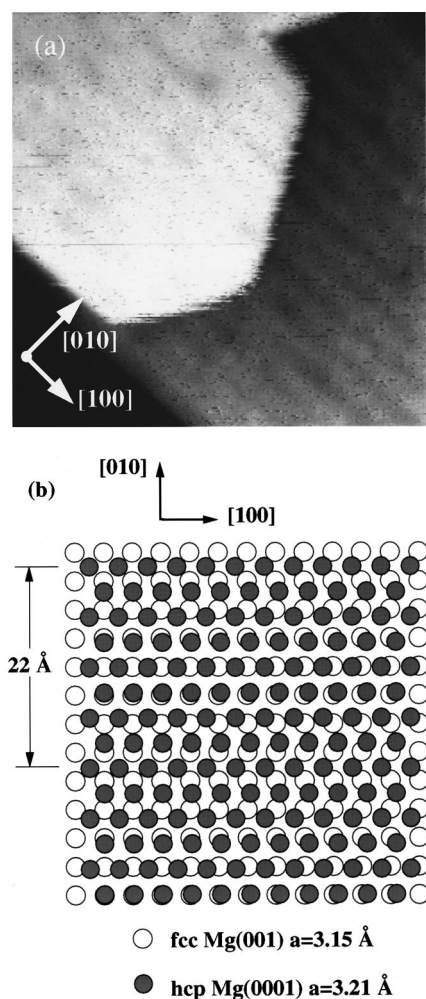 (a)
[010]
[100]
[010]
(b)
[100]
22 Å
fcc Mg(001) a=3.15 Å
hcp Mg(0001) a=3.21 Å